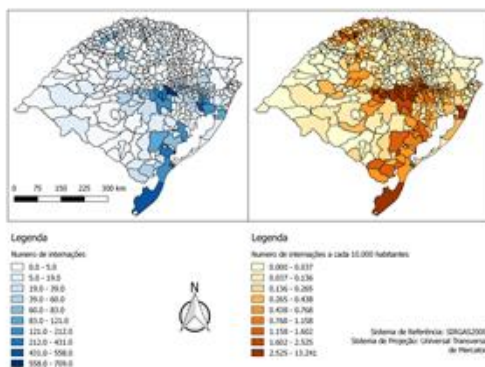 0 75 150 225 300 km
Legenda
Numero de internações
0.0 - 5.0
5.0 - 19.0
19.0 - 39.0
39.0 - 60.0
60.0 - 83.0
83.0 - 121.0
121.0 - 212.0
212.0 - 431.0
431.0 - 558.0
558.0 - 709.0
N
Legenda
Numero de internações a cada 10.000 habitantes
0.000 - 0.037
0.037 - 0.136
0.136 - 0.265
0.265 - 0.438
0.438 - 0.768
0.768 - 1.158
1.158 - 1.602
1.602 - 2.525
2.525 - 13.241
Sistema de Referência: SIRGAS2000
Sistema de Projeção: Universal Transversa
de Mercator